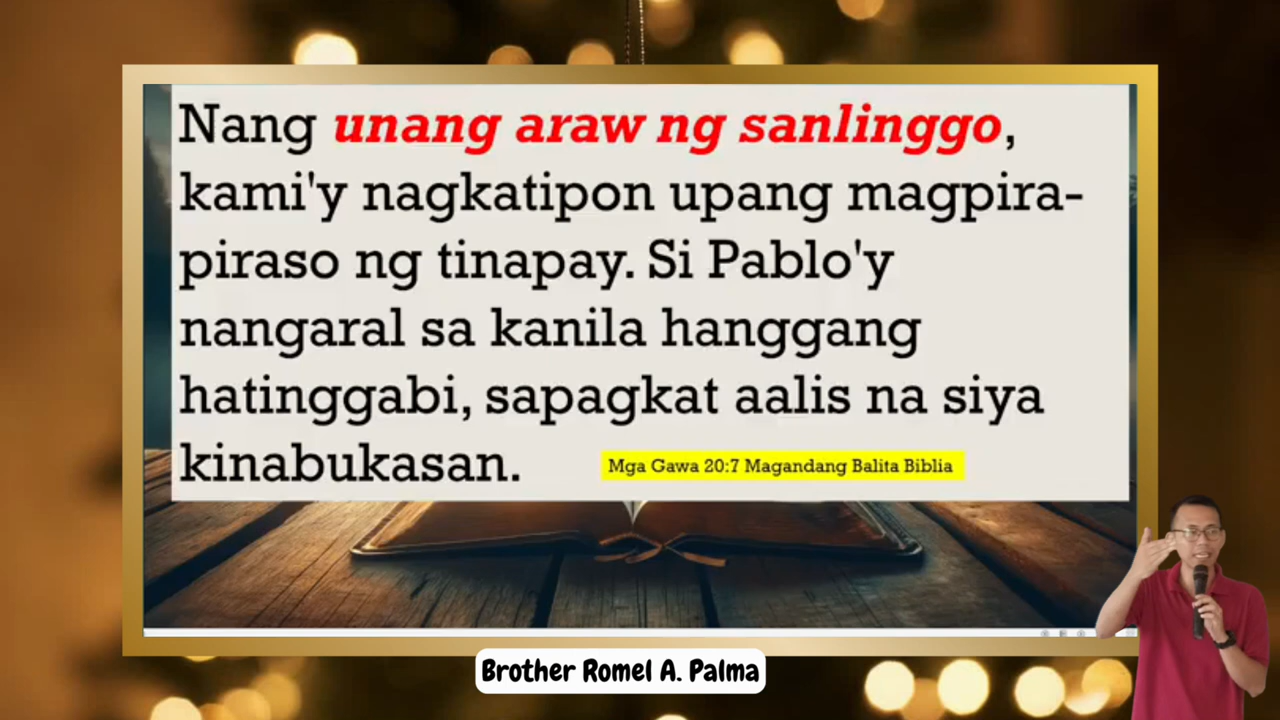 Nang unang araw ng sanlinggo,
kami'y nagkatipon upang magpira-
piraso ng tinapay. Si Pablo'y
nangaral sa kanila hanggang
hatinggabi, sapagkat aalis na siya
kinabukasan.
Mga Gawa 20:7 Magandang Balita Biblia
Brother Romel A. Palma